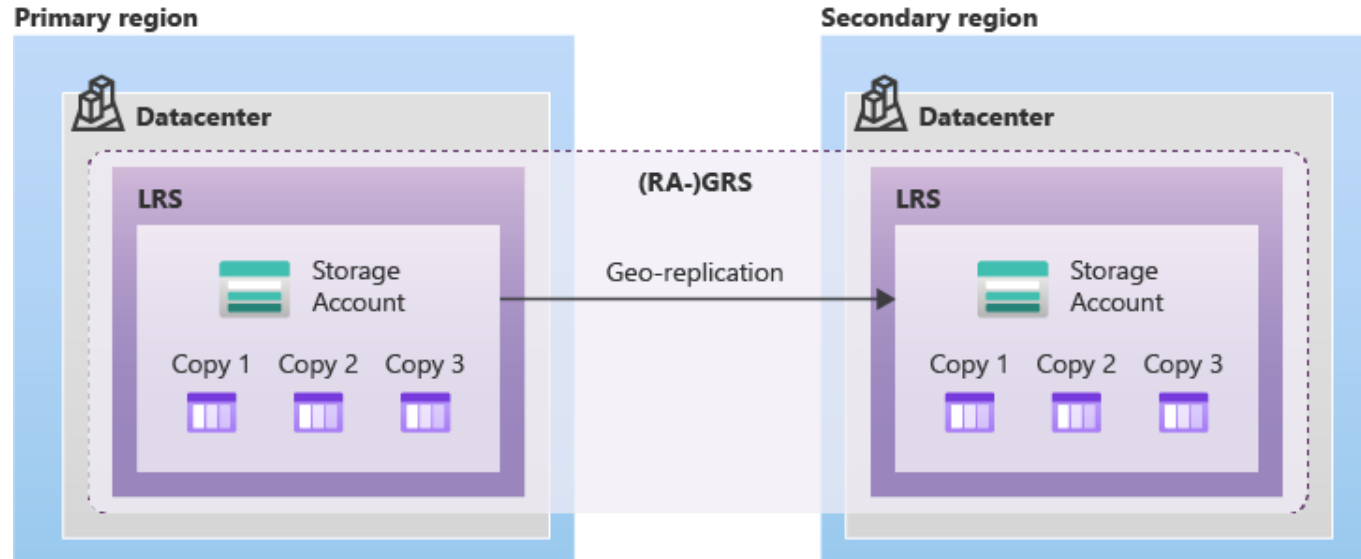 Primary region
Secondary region
Datacenter
Datacenter
(RA-)GRS
LRS
LRS
Storage
Account
Geo-replication
Storage
Account
Copy 1 Copy 2 Copy 3
Copy 1 Copy 2 Copy 3